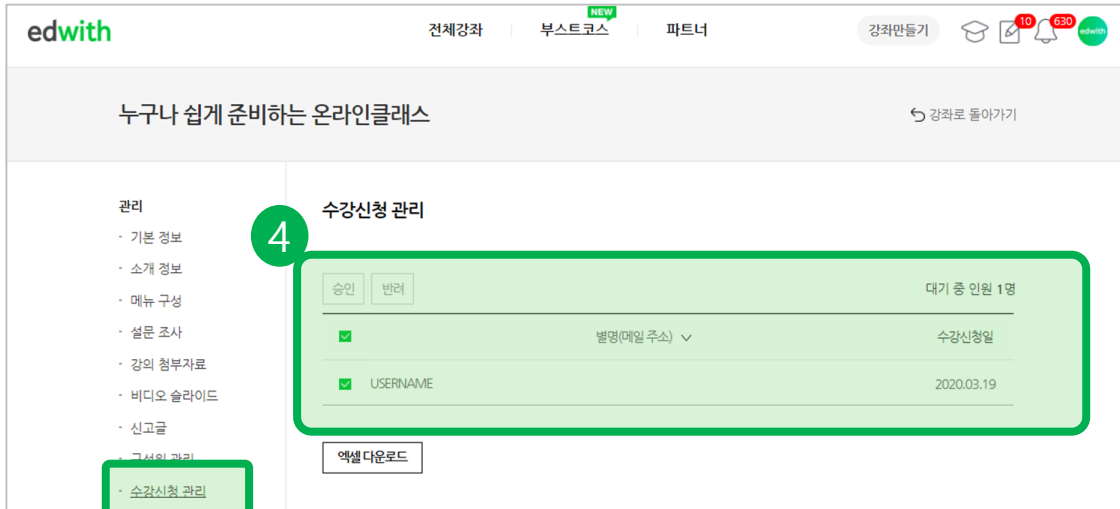 edwith
전체강좌
부스트코스
NEW
파트너
강좌만들기
10
630
edwith
누구나 쉽게 준비하는 온라인클래스
강좌로 돌아가기
관리
- 기본 정보
- 소개 정보
- 메뉴 구성
- 설문 조사
- 강의 첨부자료
- 비디오 슬라이드
- 신고글
- 구성원 관리
- 수강신청 관리
수강신청 관리
4
승인
반려
대기 중 인원 1명
별명(메일 주소)
수강신청일
USERNAME
2020.03.19
엑셀 다운로드